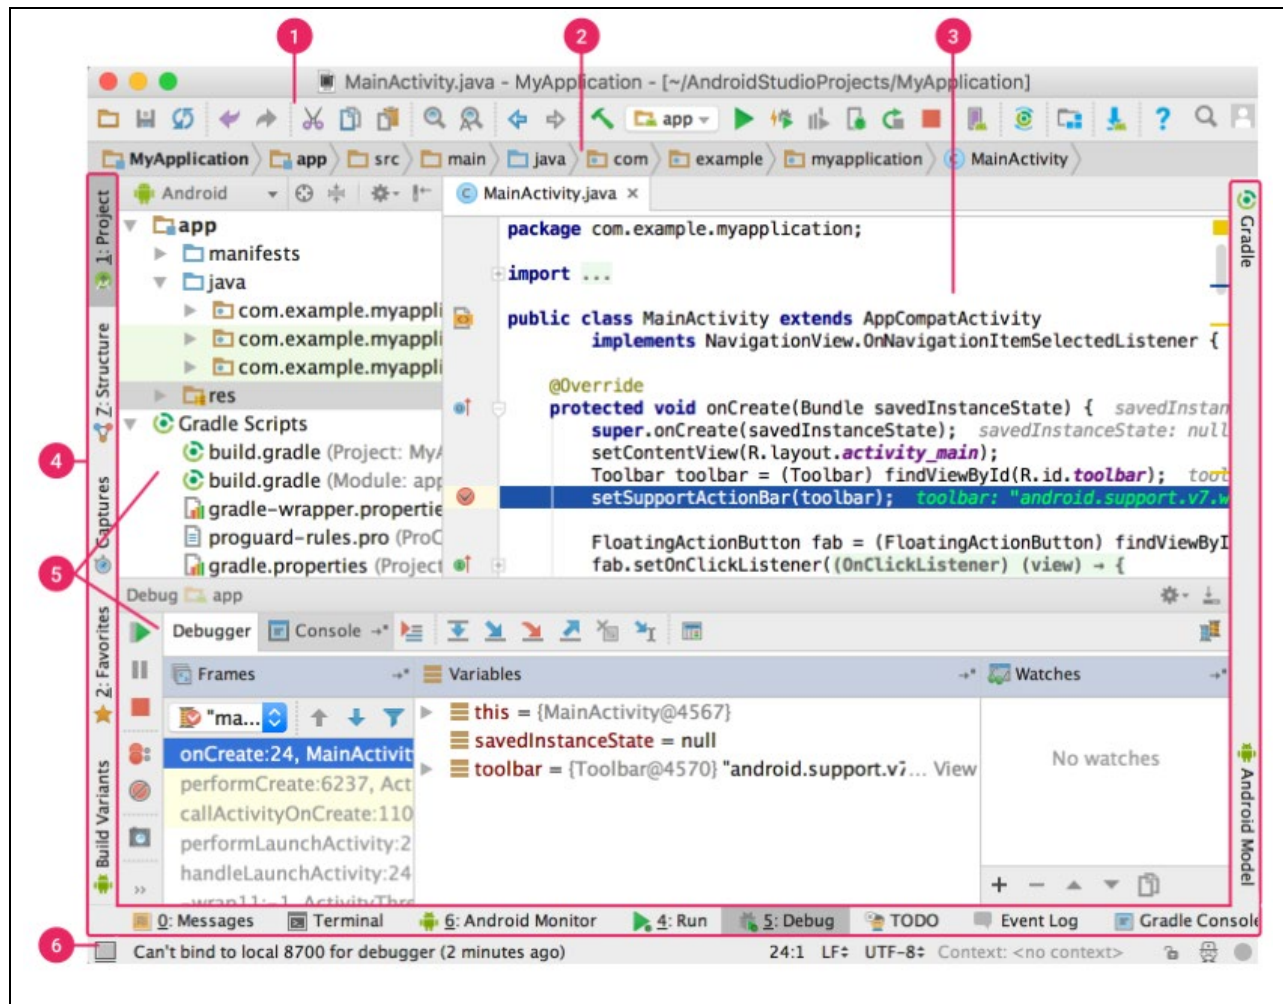 1
2
3
MainActivity.java - MyApplication - [~/AndroidStudioProjects/MyApplication]
app
?
MyApplication app src main java com example myapplication MainActivity
1: Project
Z: Structure
Captures
2: Favorites
Build Variants
4
5
Android
app
manifests
java
com.example.myappli
com.example.myappli
com.example.myappli
res
Gradle Scripts
build.gradle (Project: MyA
build.gradle (Module: app
gradle-wrapper.propertie
proguard-rules.pro (ProC
gradle.properties (Project
MainActivity.java ×
package com.example.myapplication;
import ...
public class MainActivity extends AppCompatActivity
implements NavigationView.OnNavigationItemSelectedListener {
@Override
protected void onCreate(Bundle savedInstanceState) { savedInstan
super.onCreate(savedInstanceState); savedInstanceState: null
setContentView(R.layout.activity_main);
Toolbar toolbar = (Toolbar) findViewById(R.id.toolbar); tool
setSupportActionBar(toolbar); toolbar: "android.support.v7.w
FloatingActionButton fab = (FloatingActionButton) findViewByI
fab.setOnClickListener((OnClickListener) (view) → {
Gradle
Android Model
Debug app
Debugger Console
Frames
"ma...
onCreate:24, MainActivit
performCreate:6237, Act
callActivityOnCreate:110
performLaunchActivity:2
handleLaunchActivity:24
-wrap11:-1, ActivityThre
Variables
this = {MainActivity@4567}
savedInstanceState = null
toolbar = {Toolbar@4570} "android.support.v7... View
Watches
No watches
0: Messages Terminal 6: Android Monitor 4: Run 5: Debug TODO Event Log Gradle Console
6
Can't bind to local 8700 for debugger (2 minutes ago) 24:1 LF UTF-8 Context: <no context>